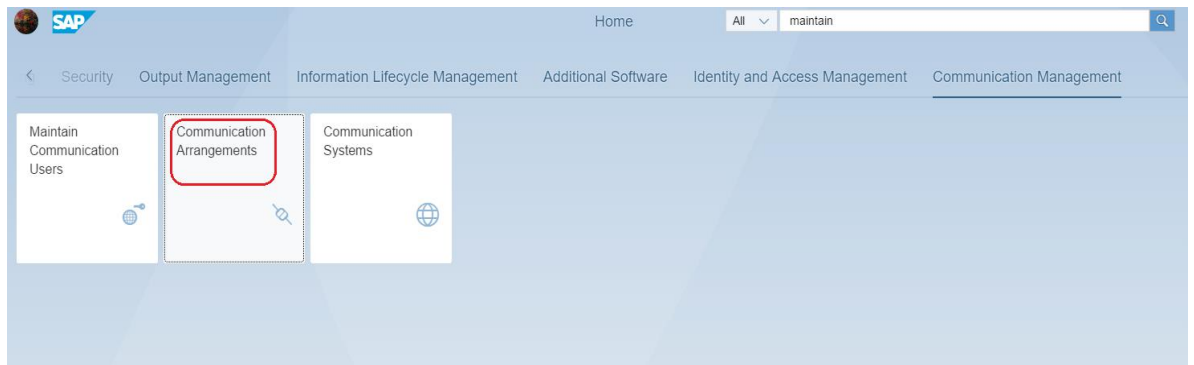 SAP
Home
All
maintain
Security
Output Management
Information Lifecycle Management
Additional Software
Identity and Access Management
Communication Management
Maintain
Communication
Users
Communication
Arrangements
Communication
Systems